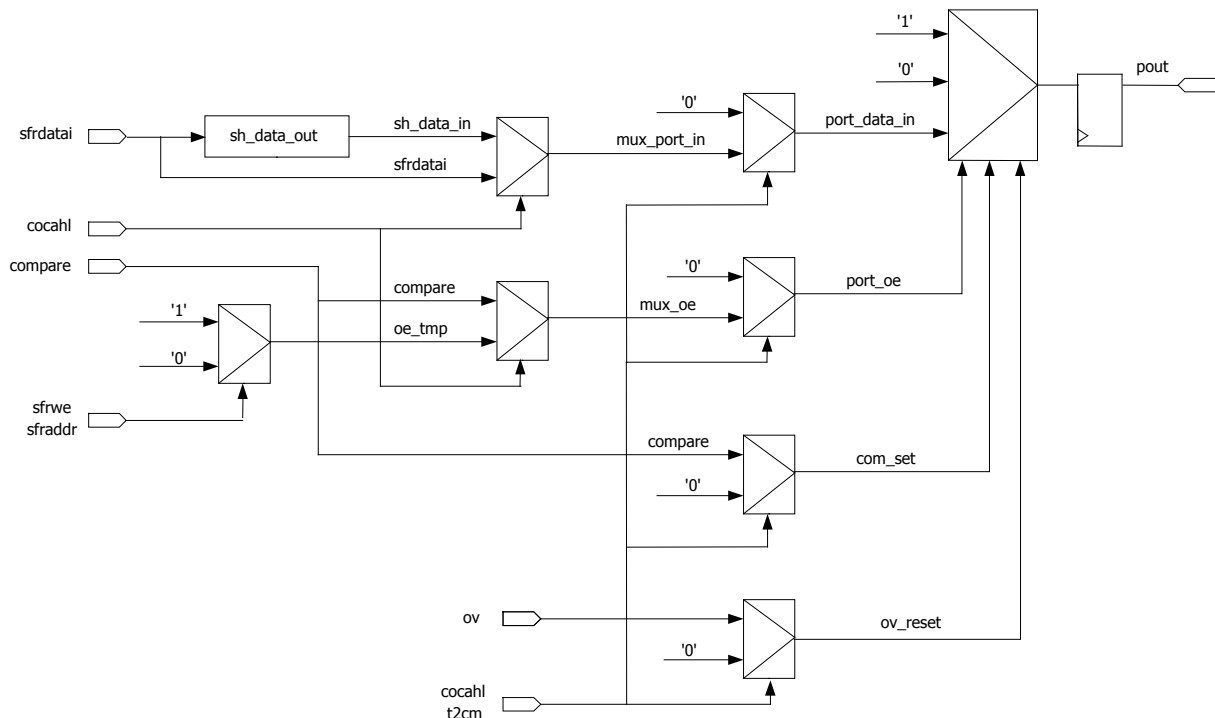 '1'
'0'
pout
'0'
port_data_in
sfrdatai
sh_data_out
sh_data_in
mux_port_in
sfrdatai
cocahl
compare
'0'
port_oe
compare
mux_oe
'1'
oe_tmp
'0'
sfrwe
sfraddr
compare
com_set
'0'
ov
ov_reset
'0'
cocahl
t2cm